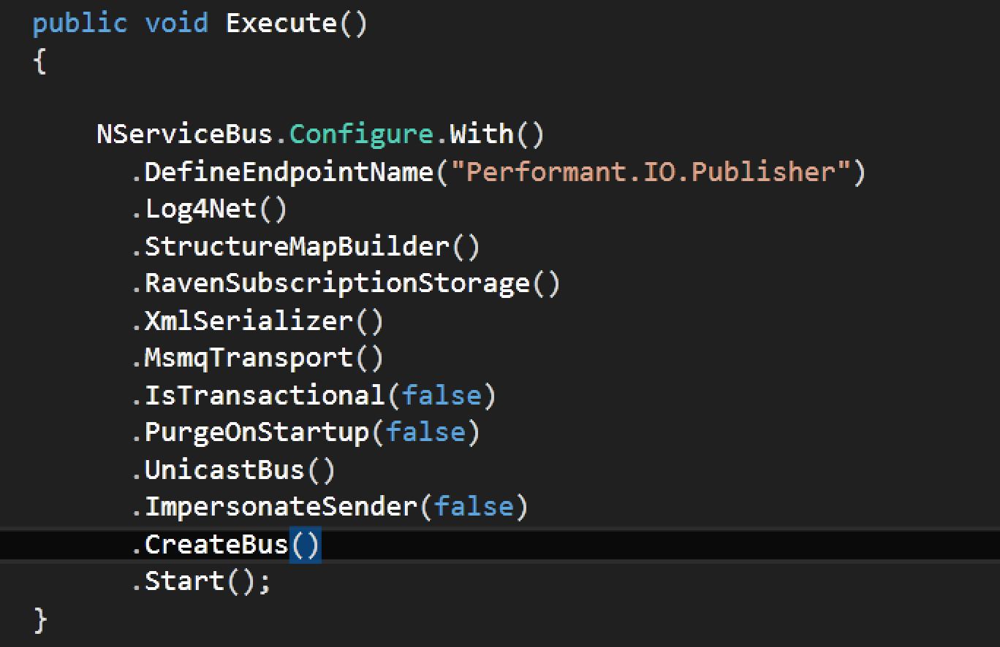 public void Execute()
{
NServiceBus.Configure.With()
.DefineEndpointName("Performant.IO.Publisher")
.Log4Net()
.StructureMapBuilder()
.RavenSubscriptionStorage()
.XmlSerializer()
.MsmqTransport()
.IsTransactional(false)
.PurgeOnStartup(false)
.UnicastBus()
.ImpersonateSender(false)
.CreateBus()
.Start();
}